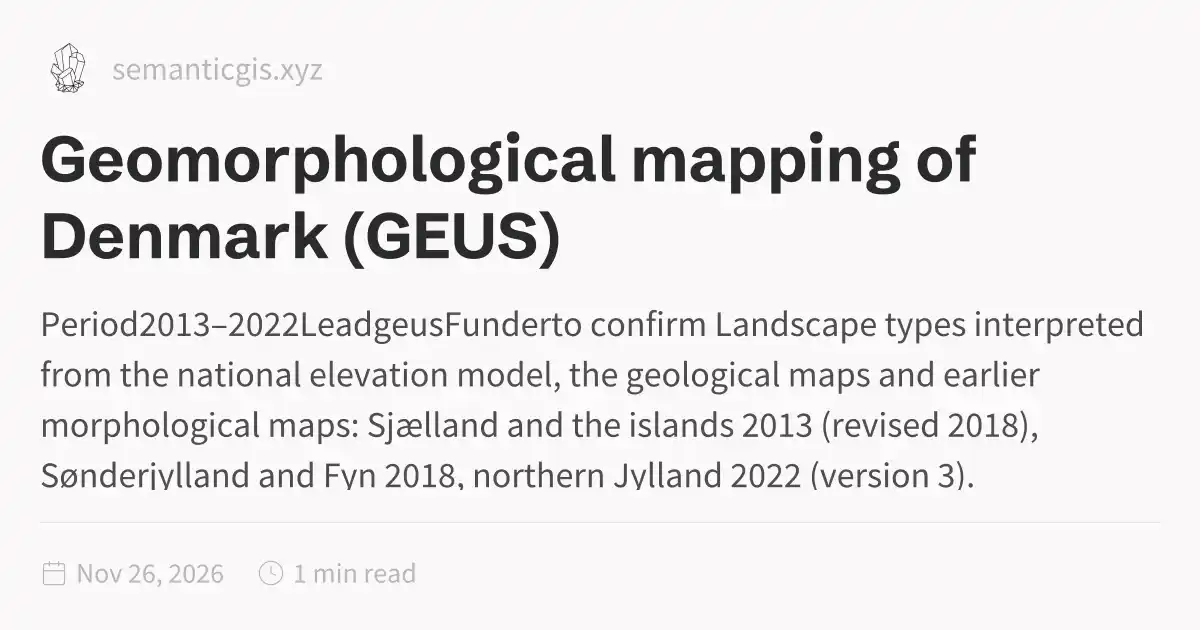 semanticgis.xyz
Geomorphological mapping of
Denmark (GEUS)
Period2013–2022LeadgeusFunderto confirm Landscape types interpreted
from the national elevation model, the geological maps and earlier
morphological maps: Sjælland and the islands 2013 (revised 2018),
Sønderjylland and Fyn 2018, northern Jylland 2022 (version 3).
Nov 26, 2026
1 min read